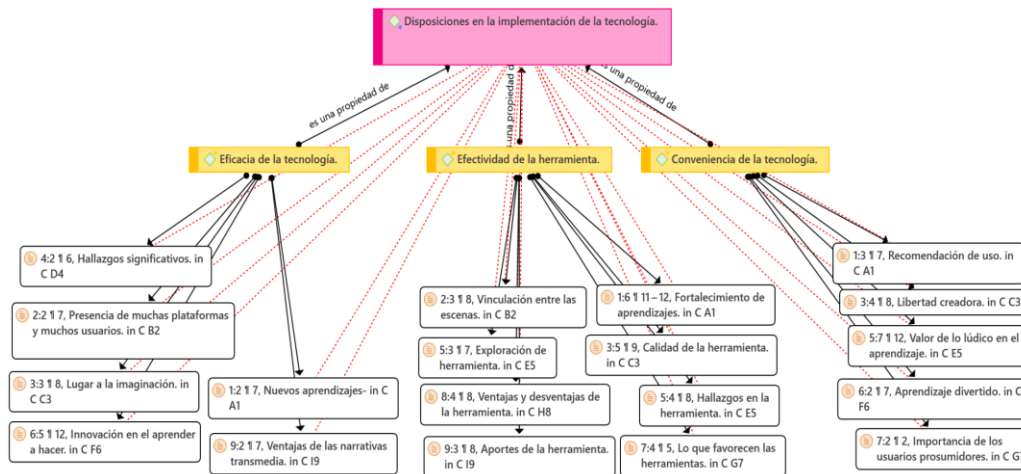 Disposiciones en la implementación de la tecnología.
es una propiedad de
una propiedad d
es una propiedad de
Eficacia de la tecnología.
Efectividad de la herramienta.
Conveniencia de la tecnología.
4:2 ¶ 6, Hallazgos significativos. in
C D4
2:2 ¶ 7, Presencia de muchas plataformas
y muchos usuarios. in C B2
3:3 ¶ 8, Lugar a la imaginación. in
C C3
6:5 ¶ 12, Innovación en el aprender
a hacer. in C F6
1:2 ¶ 7, Nuevos aprendizajes- in C
A1
9:2 ¶ 7, Ventajas de las narrativas
transmedia. in C I9
2:3 ¶ 8, Vinculación entre las
escenas. in C B2
5:3 ¶ 7, Exploración de
herramienta. in C E5
8:4 ¶ 8, Ventajas y desventajas
de la herramienta. in C H8
9:3 ¶ 8, Aportes de la herramienta.
in C I9
1:6 ¶ 11 – 12, Fortalecimiento de
aprendizajes. in C A1
3:5 ¶ 9, Calidad de la herramienta.
in C C3
5:4 ¶ 8, Hallazgos en la
herramienta. in C E5
7:4 ¶ 5, Lo que favorecen las
herramientas. in C G7
1:3 ¶ 7, Recomendación de uso. in
C A1
3:4 ¶ 8, Libertad creadora. in C C3
5:7 ¶ 12, Valor de lo lúdico en el
aprendizaje. in C E5
6:2 ¶ 7, Aprendizaje divertido. in C
F6
7:2 ¶ 2, Importancia de los
usuarios prosumidores. in C G7